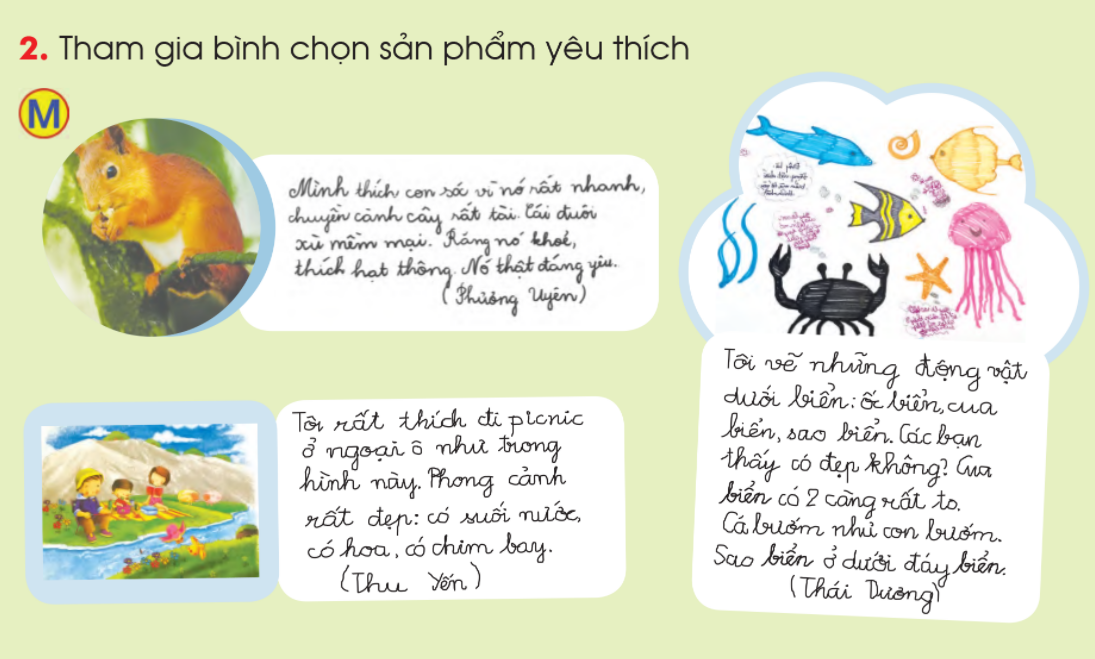 2. Tham gia bình chọn sản phẩm yêu thích
M
Mình thích con sóc vì nó rất nhanh,
chuyền cành cây rất tài. Cái đuôi
xù mềm mại. Răng nó khoẻ,
thích hạt thông. Nó thật đáng yêu.
(Phương Uyên)
Tôi rất thích đi picnic
ở ngoại ô như trong
hình này. Phong cảnh
rất đẹp: có suối nước,
có hoa, có chim bay.
(Thu Yến)
Tôi vẽ những động vật
dưới biển: ốc biển, cua
biển, sao biển. Các bạn
thấy có đẹp không? Cua
biển có 2 càng rất to.
Cá bướm như con bướm.
Sao biển ở dưới đáy biển.
(Thái Dương)